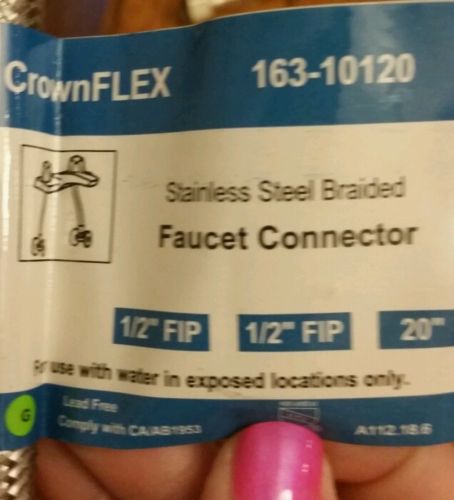 CrownFLEX 163-10120
Stainless Steel Braided
Faucet Connector
1/2" FIP 1/2" FIP 20"
For use with water in exposed locations only.
G
Lead Free
Comply with CA/AB1953
A112.18.6